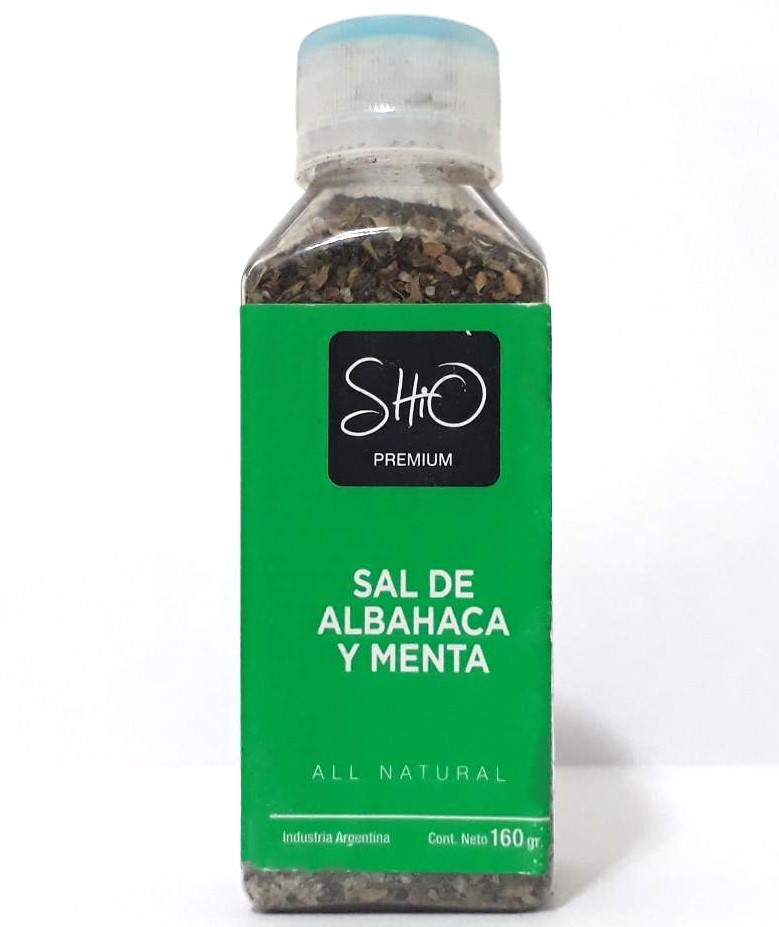 SHiO
PREMIUM
SAL DE
ALBAHACA
Y MENTA
ALL NATURAL
Industria Argentina Cont. Neto 160 gr.